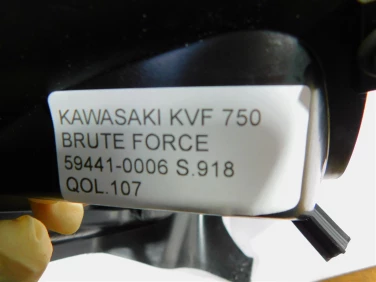 KAWASAKI KVF 750
BRUTE FORCE
59441-0006 S.918
QOL.107